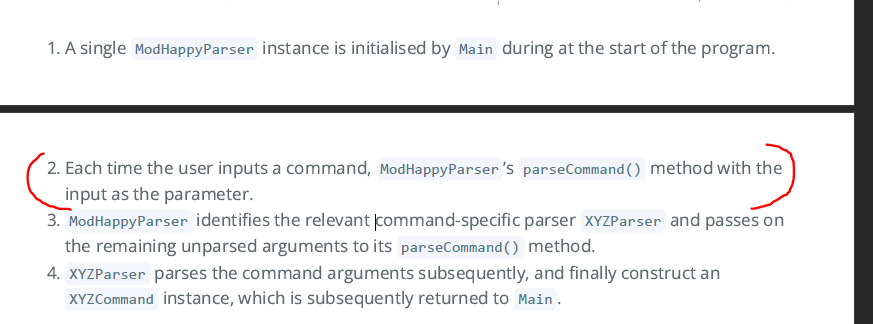 1. A single ModHappyParser instance is initialised by Main during at the start of the program.
2. Each time the user inputs a command, ModHappyParser's parseCommand() method with the
input as the parameter.
3. ModHappyParser identifies the relevant command-specific parser XYZParser and passes on
the remaining unparsed arguments to its parseCommand() method.
4. XYZParser parses the command arguments subsequently, and finally construct an
XYZCommand instance, which is subsequently returned to Main.